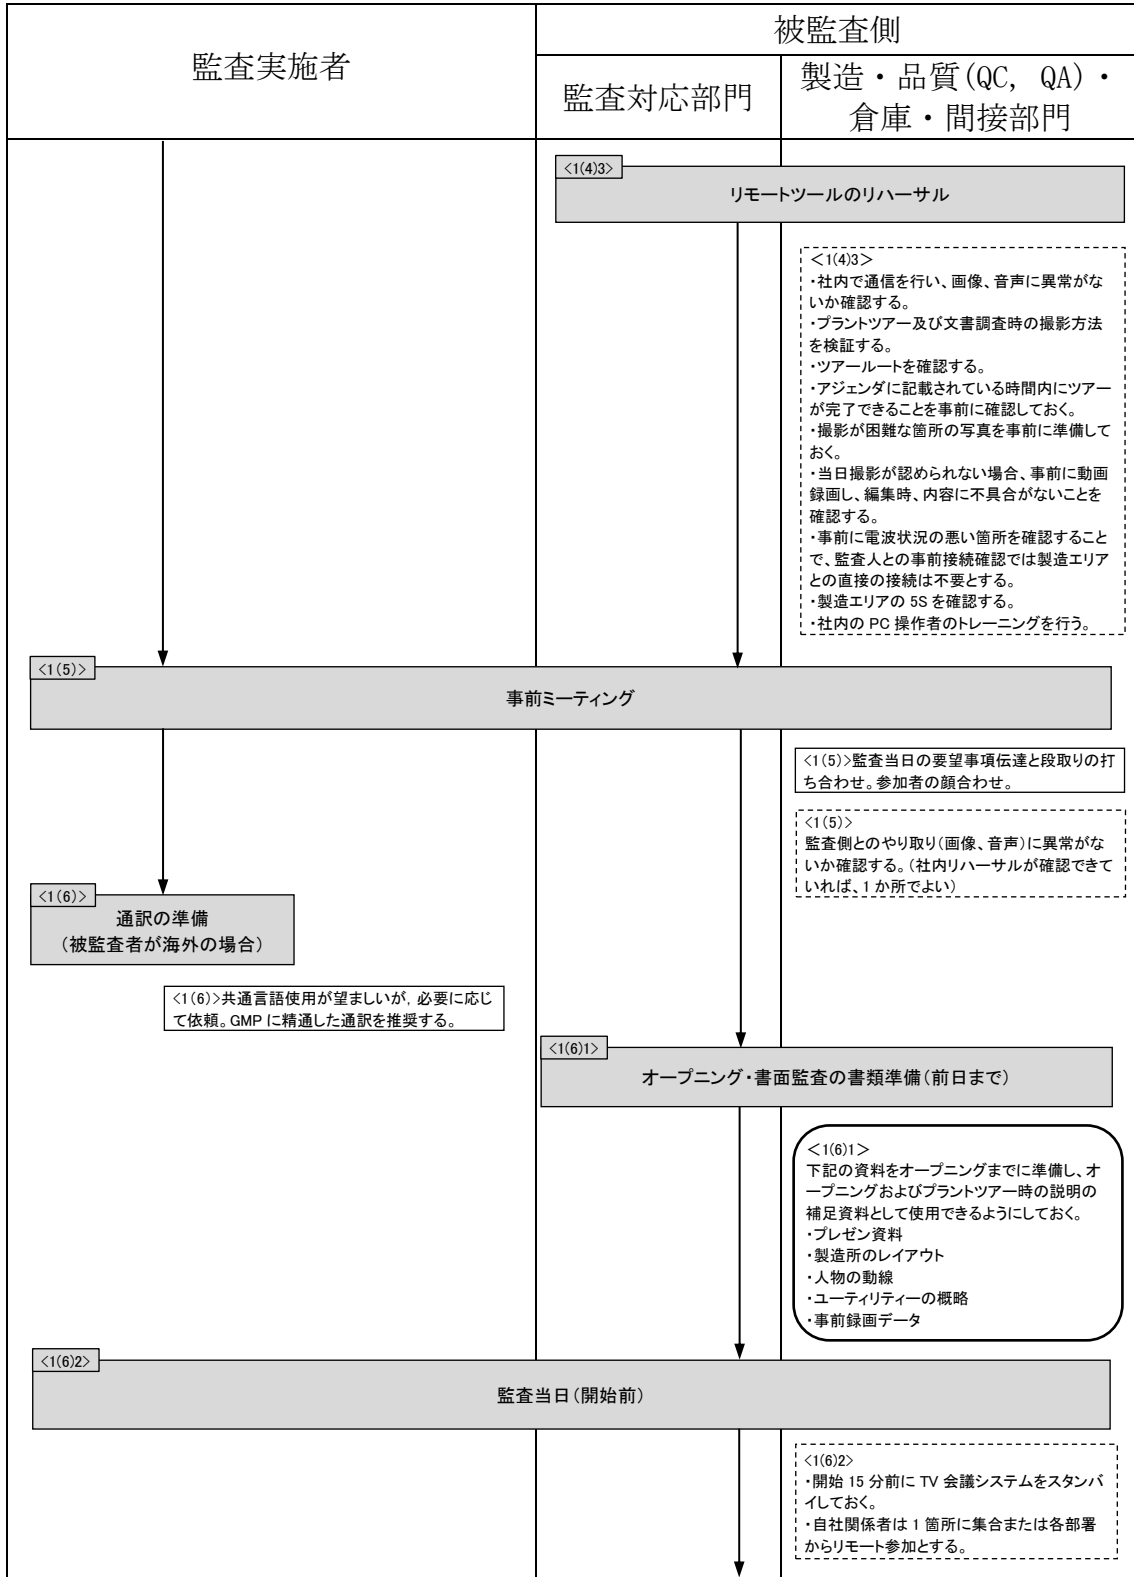 監査実施者
被監査側
監査対応部門
製造・品質(QC, QA)・
倉庫・間接部門
<1(4)3>
リモートツールのリハーサル
<1(4)3>
・社内で通信を行い、画像、音声に異常がな
いか確認する。
・プラントツアー及び文書調査時の撮影方法
を検証する。
・ツアールートを確認する。
・アジェンダに記載されている時間内にツアー
が完了できることを事前に確認しておく。
・撮影が困難な箇所の写真を事前に準備して
おく。
・当日撮影が認められない場合、事前に動画
録画し、編集時、内容に不具合がないことを
確認する。
・事前に電波状況の悪い箇所を確認すること
で、監査人との事前接続確認では製造エリア
との直接の接続は不要とする。
・製造エリアの 5S を確認する。
・社内の PC 操作者のトレーニングを行う。
<1(5)>
事前ミーティング
<1(5)>監査当日の要望事項伝達と段取りの打
ち合わせ。参加者の顔合わせ。
<1(5)>
監査側とのやり取り(画像、音声)に異常がな
いか確認する。(社内リハーサルが確認できて
いれば、1 か所でよい)
<1(6)>
通訳の準備
(被監査者が海外の場合)
<1(6)>共通言語使用が望ましいが, 必要に応じ
て依頼。GMP に精通した通訳を推奨する。
<1(6)1>
オープニング・書面監査の書類準備(前日まで)
<1(6)1>
下記の資料をオープニングまでに準備し、オ
ープニングおよびプラントツアー時の説明の
補足資料として使用できるようにしておく。
・プレゼン資料
・製造所のレイアウト
・人物の動線
・ユーティリティーの概略
・事前録画データ
<1(6)2>
監査当日(開始前)
<1(6)2>
・開始 15 分前に TV 会議システムをスタンバ
イしておく。
・自社関係者は 1 箇所に集合または各部署
からリモート参加とする。